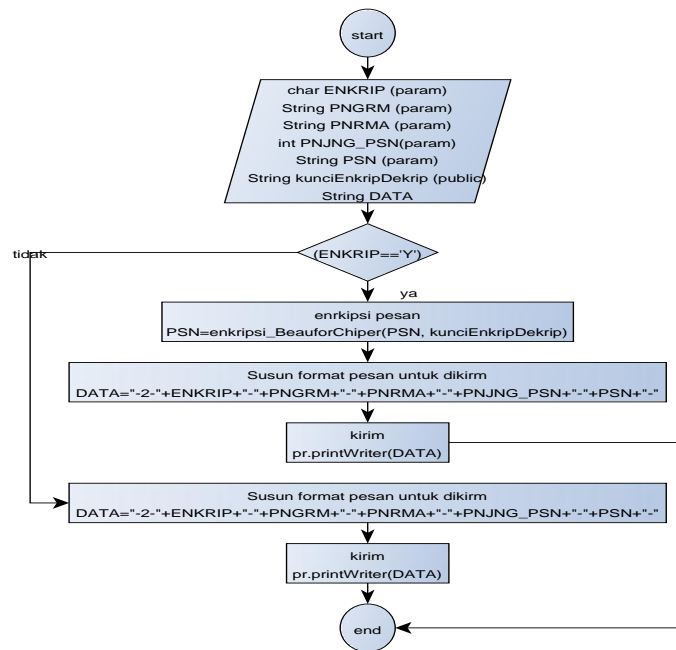 start
char ENKRIP (param)
String PNGRM (param)
String PNRMA (param)
int PNJNG_PSN(param)
String PSN (param)
String kunciEnkripDekrip (public)
String DATA
tidak
(ENKRIP=='Y')
ya
enrkipsi pesan
PSN=enkripsi_BeauforChiper(PSN, kunciEnkripDekrip)
Susun format pesan untuk dikirm
DATA="-2-"+ENKRIP+"-"+PNGRM+"-"+PNRMA+"-"+PNJNG_PSN+"-"+PSN+"-"
kirim
pr.printWriter(DATA)
Susun format pesan untuk dikirm
DATA="-2-"+ENKRIP+"-"+PNGRM+"-"+PNRMA+"-"+PNJNG_PSN+"-"+PSN+"-"
kirim
pr.printWriter(DATA)
end